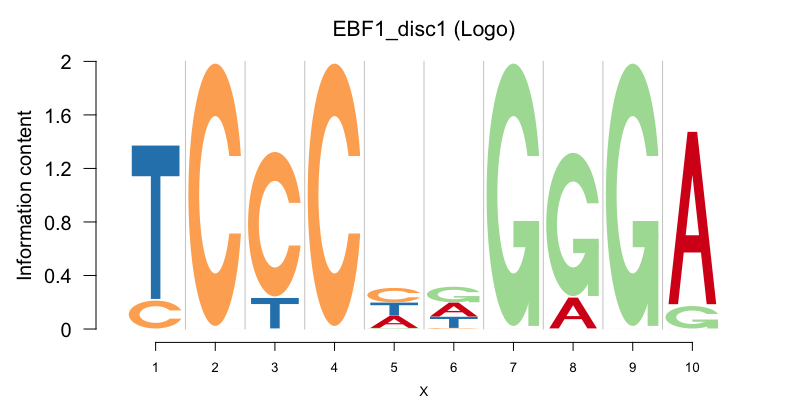 EBF1_disc1 (Logo)
Information content
2
1.6
1.2
0.8
0.4
0
T C C C C G G G G A
C T T A A G
A T
1 2 3 4 5 6 7 8 9 10
X